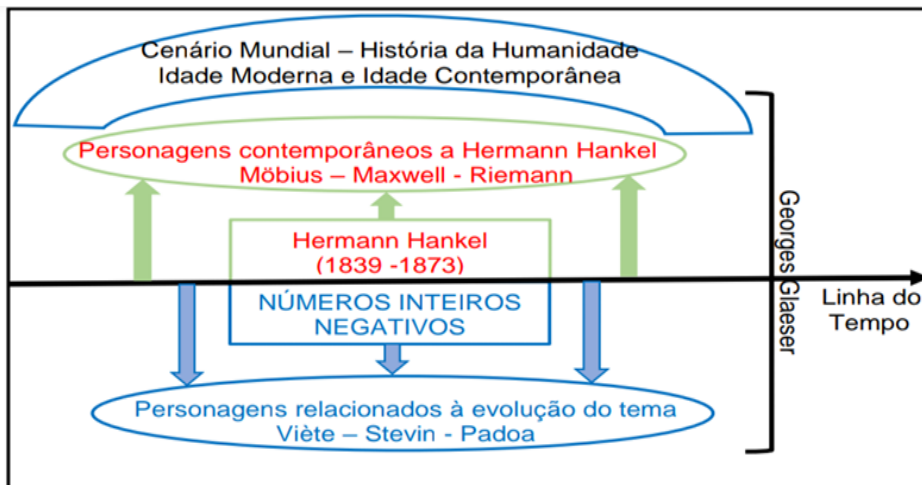 Cenário Mundial – História da Humanidade
Idade Moderna e Idade Contemporânea
Personagens contemporâneos a Hermann Hankel
Möbius – Maxwell - Riemann
Hermann Hankel
(1839 -1873)
NÚMEROS INTEIROS
NEGATIVOS
Personagens relacionados à evolução do tema
Viète – Stevin - Padoa
Georges Glaeser
Linha do
Tempo